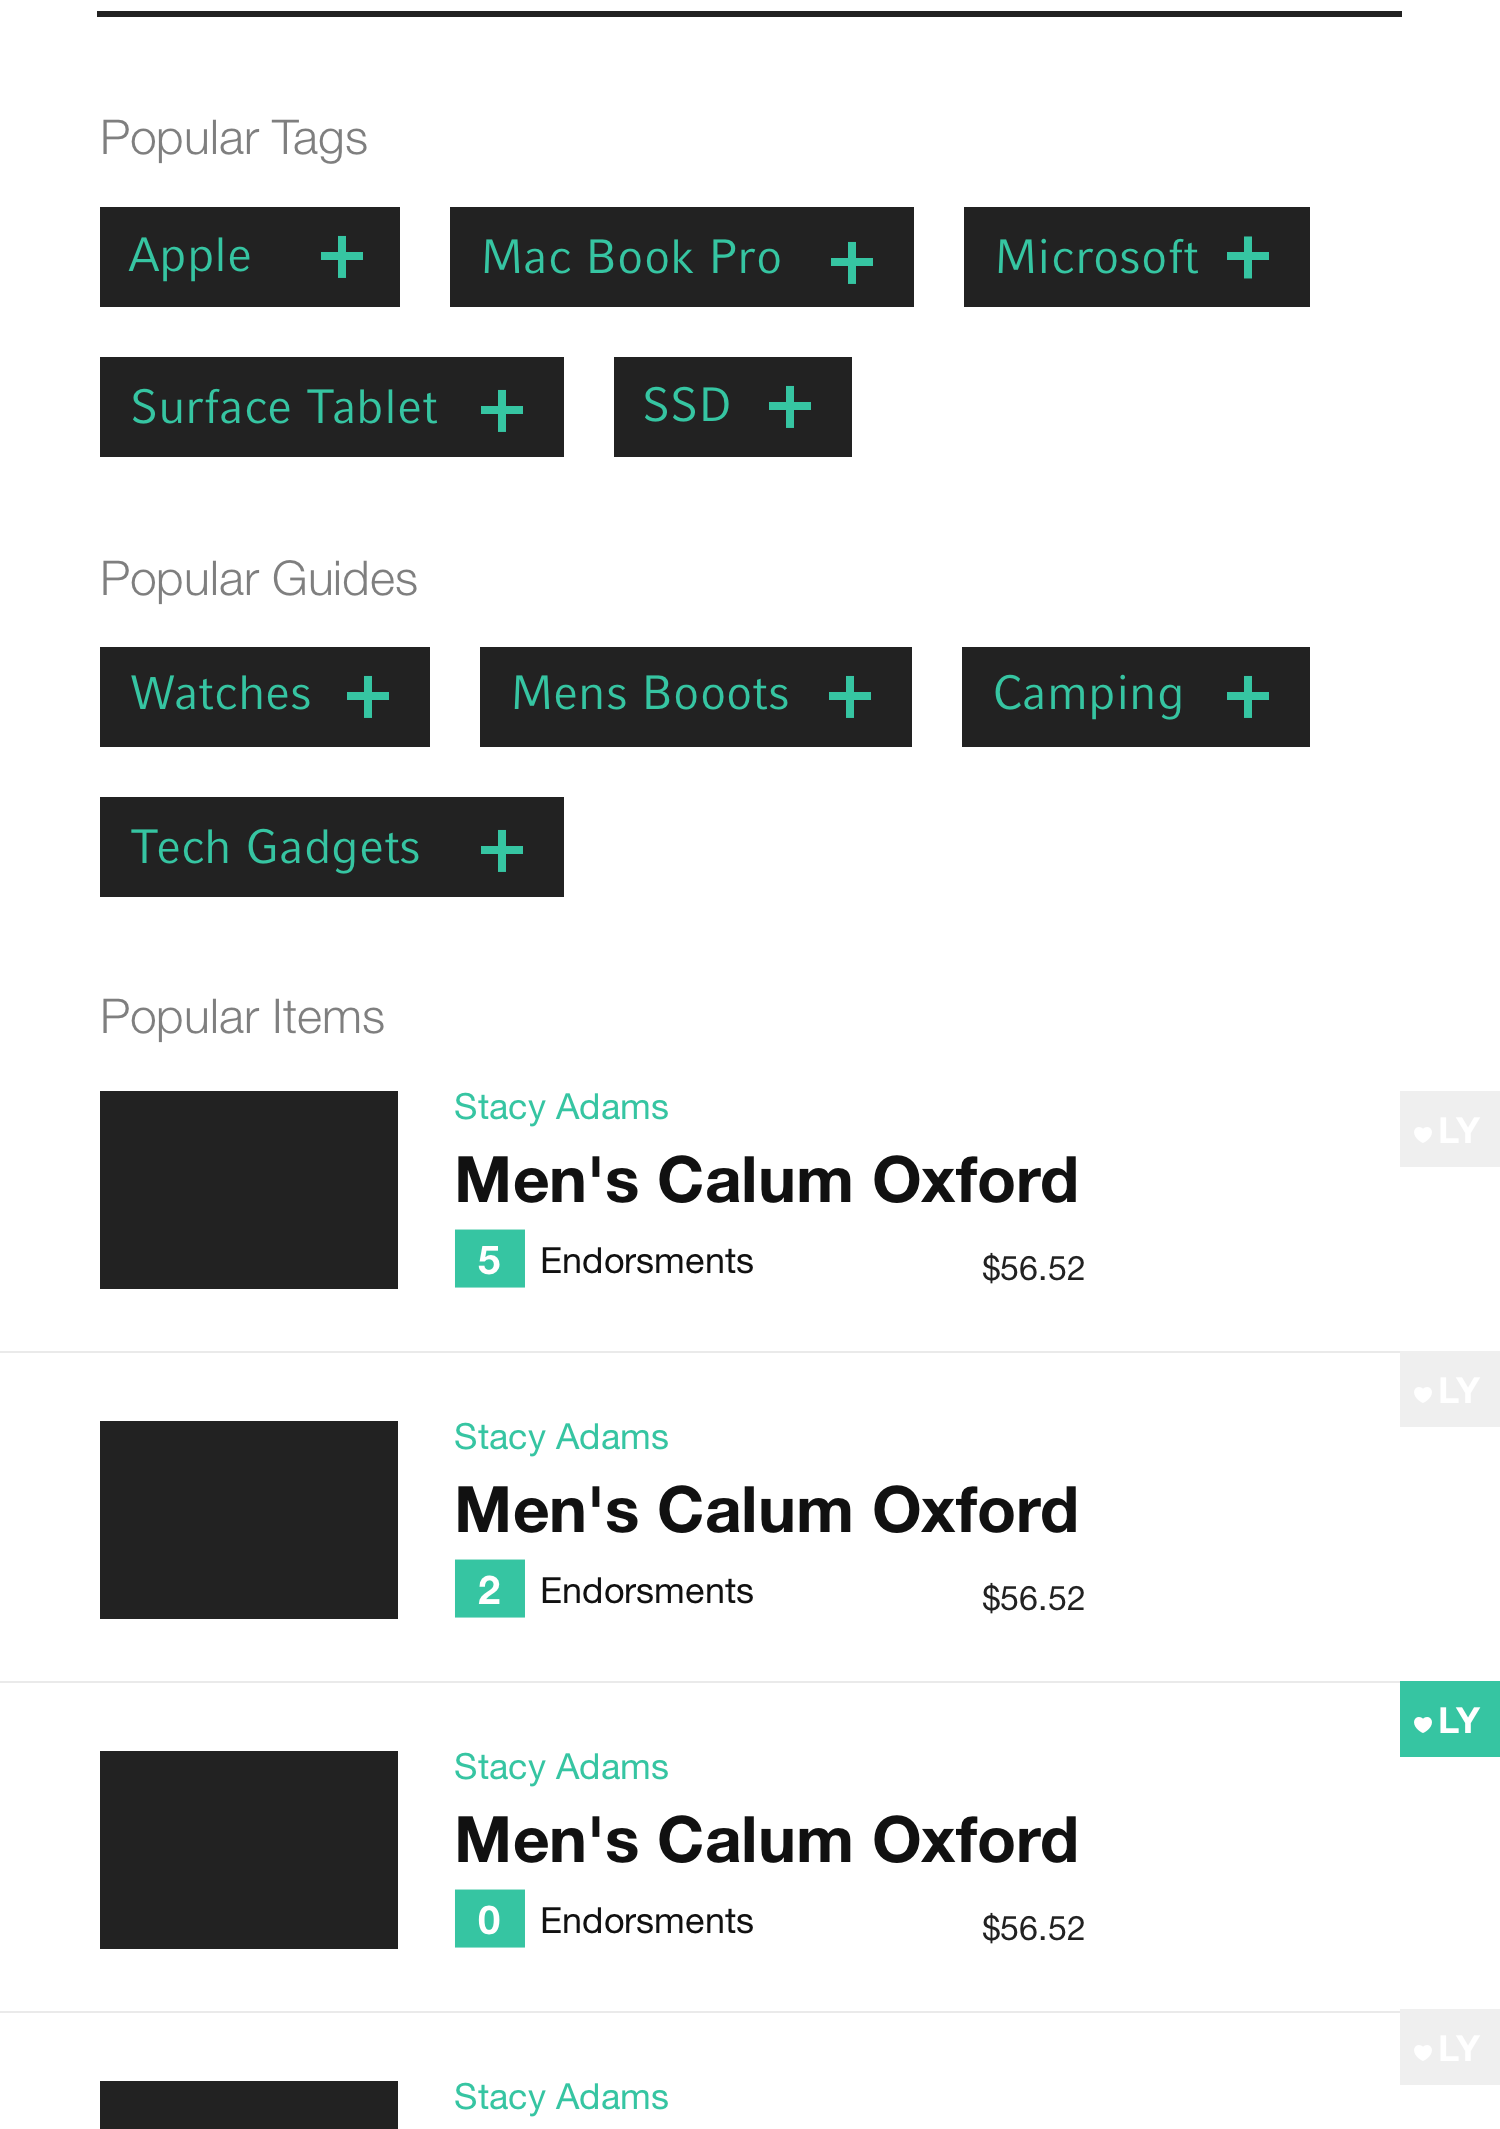 Popular Tags
Apple +
Mac Book Pro +
Microsoft +
Surface Tablet +
SSD +
Popular Guides
Watches +
Mens Booots +
Camping +
Tech Gadgets +
Popular Items
Stacy Adams
♥LY
Men's Calum Oxford
5 Endorsments $56.52
♥LY
Stacy Adams
Men's Calum Oxford
2 Endorsments $56.52
♥LY
Stacy Adams
Men's Calum Oxford
0 Endorsments $56.52
♥LY
Stacy Adams